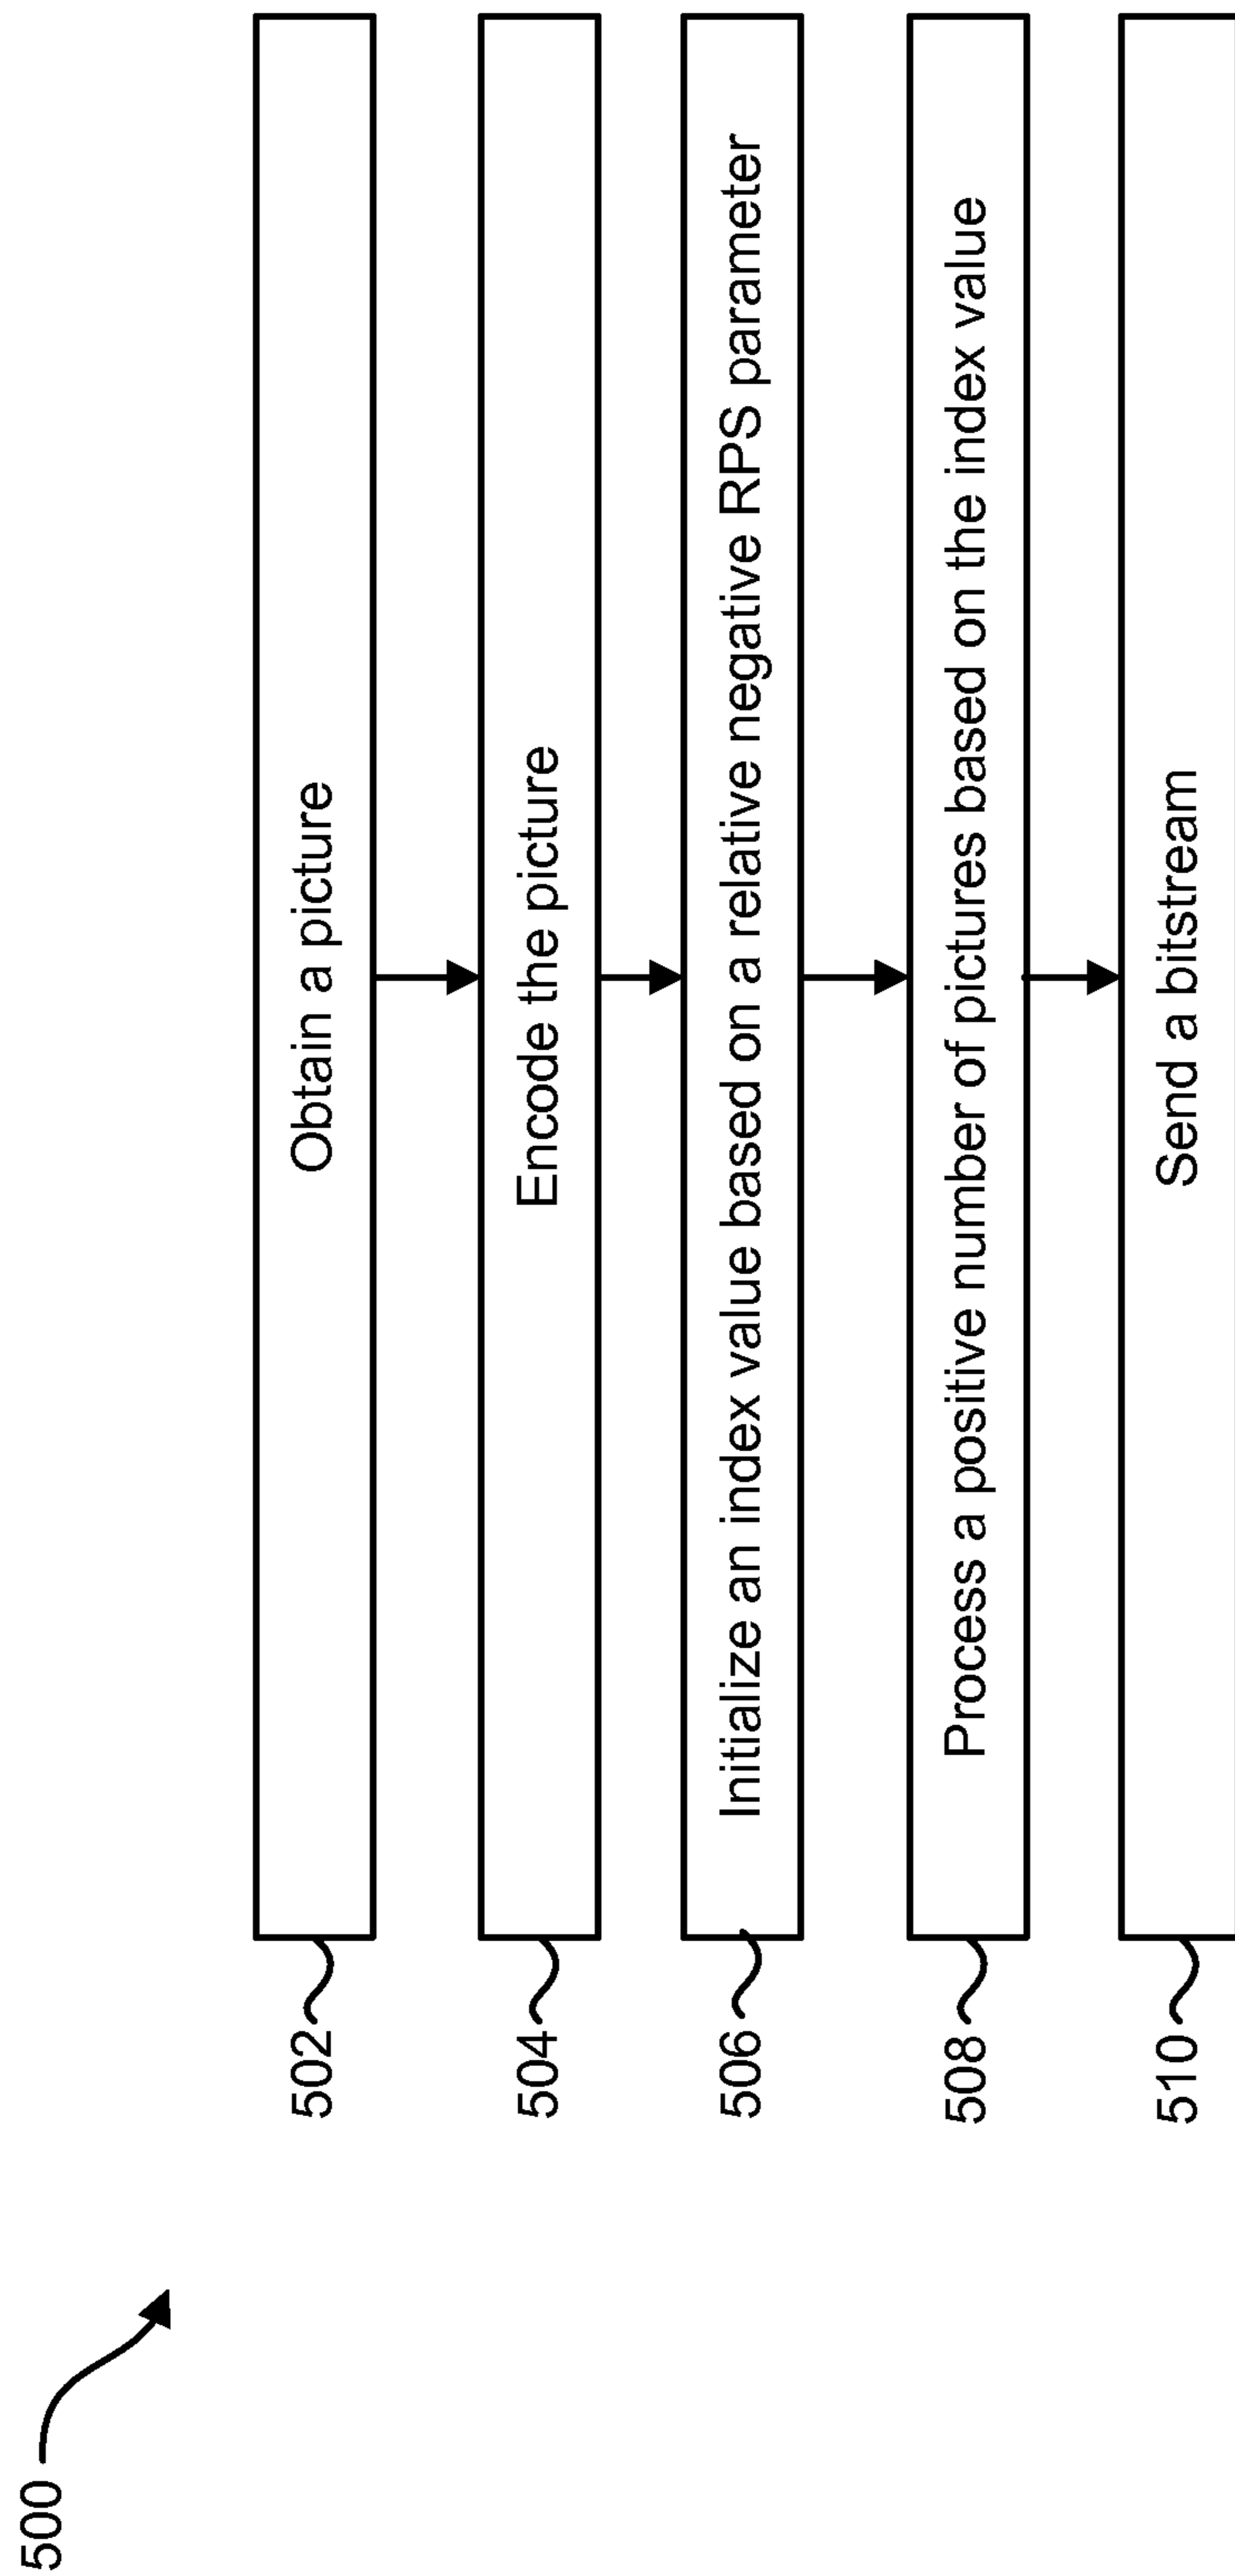 500
502
Obtain a picture
504
Encode the picture
506
Initialize an index value based on a relative negative RPS parameter
508
Process a positive number of pictures based on the index value
510
Send a bitstream